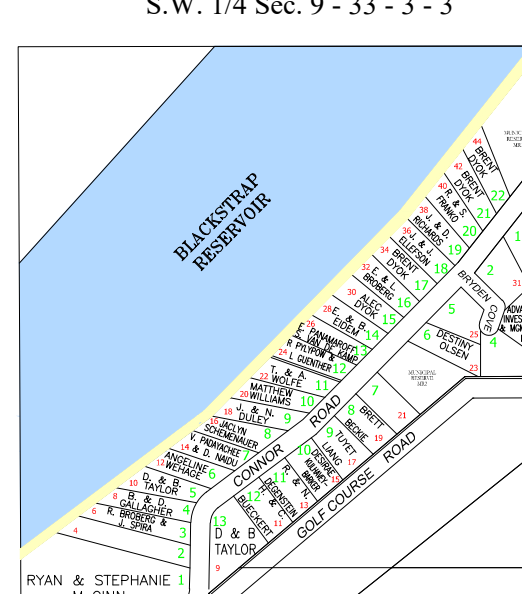 S.W. 1/4 Sec. 9 - 33 - 3 - 3
BLACKSTRAP
RESERVOIR
44
BRENT
DYOK
22
42
BRENT
DYOK
21
40
R. & S.
FRANKO
20
38
J. & D.
RICHARDS
19
36
J. & J.
ELLEFSON
18
34
BRENT
DYOK
17
32
E. & L.
BROBERG
16
30
ALEC
DYOK
15
28
E. & B.
EIDEM
14
26
PANAMAROFF
S. VAN DE KAMP
13
24
R PYLYPOW &
L GUENTHER
12
22
T. & A.
WOLFE
11
20
MATTHEW
WILLIAMS
10
18
J. & N.
DULEY
9
16
JACLYN
SCHEMENAUER
8
14
V. PADAYACHEE
& D. NAIDU
7
12
ANGELINE
WEHAGE
6
10
D. & B.
TAYLOR
5
8
B. & D.
GALLAGHER
4
6
R. BROBERG &
J. SPIRA
3
4
2
RYAN & STEPHANIE
1
BRYDEN COVE
1
2
31
5
4
25
6
DESTINY
OLSEN
23
MUNICIPAL
RESERVE
MR2
7
21
8
BRETT
BECKIE
19
9
TUYET
LIANG
17
10
DESIRAE
KULHAWEY-
BARKER
15
11
R. & N.
DEGENSTEIN
13
12
H. & C.
BUECKERT
11
13
D & B
TAYLOR
9
CONNOR ROAD
GOLF COURSE ROAD